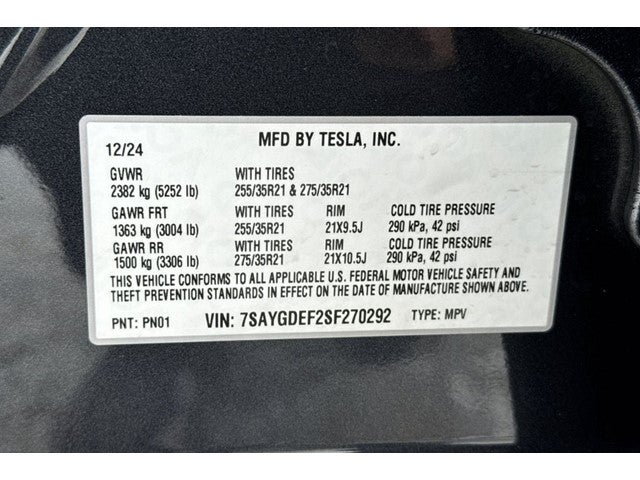 MFD BY TESLA, INC.
12/24
GVWR WITH TIRES
2382 kg (5252 lb) 255/35R21 & 275/35R21
GAWR FRT WITH TIRES RIM COLD TIRE PRESSURE
1363 kg (3004 lb) 255/35R21 21X9.5J 290 kPa, 42 psi
GAWR RR WITH TIRES RIM COLD TIRE PRESSURE
1500 kg (3306 lb) 275/35R21 21X10.5J 290 kPa, 42 psi
THIS VEHICLE CONFORMS TO ALL APPLICABLE U.S. FEDERAL MOTOR VEHICLE SAFETY AND
THEFT PREVENTION STANDARDS IN EFFECT ON THE DATE OF MANUFACTURE SHOWN ABOVE.
PNT: PN01 VIN: 7SAYGDEF2SF270292 TYPE: MPV